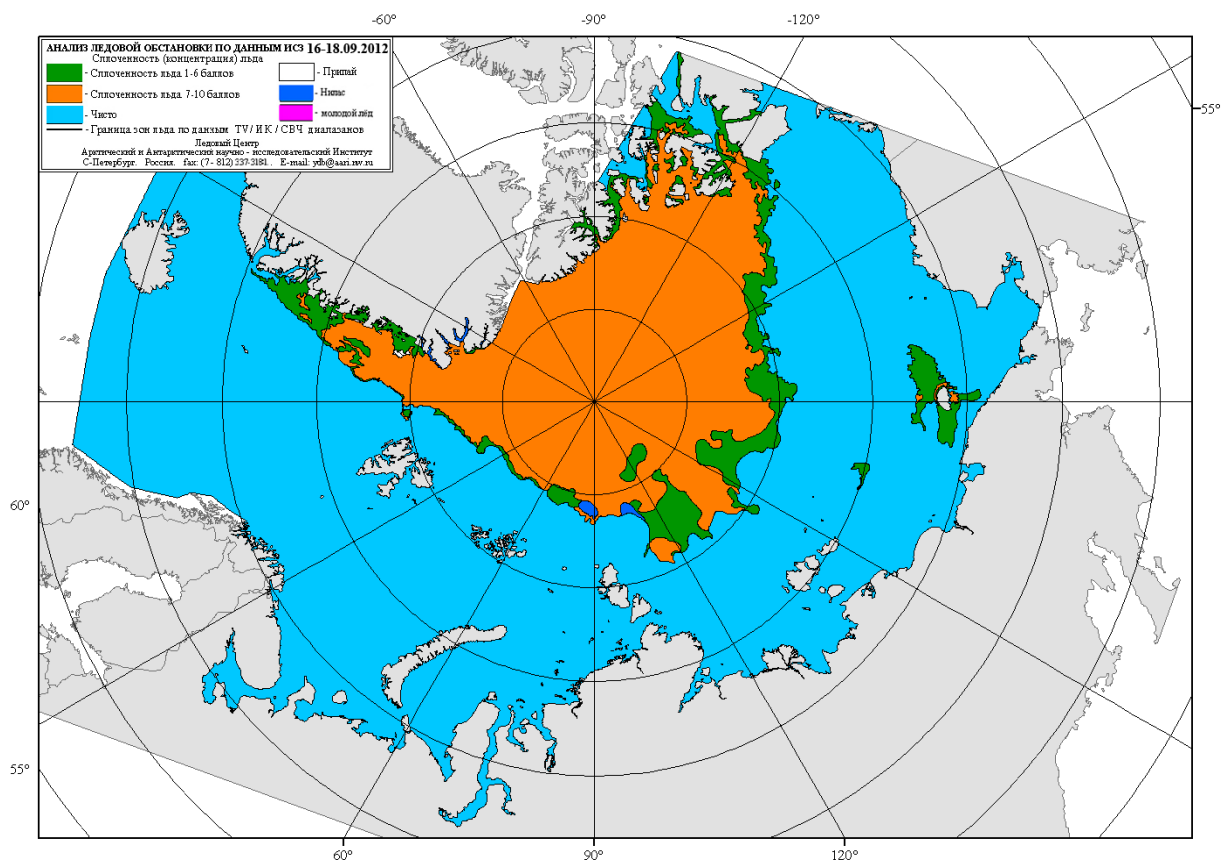 -60° -90° -120°
АНАЛИЗ ЛЕДОВОЙ ОБСТАНОВКИ ПО ДАННЫМ ИСЗ 16-18.09.2012
Сплоченность (концентрация) льда
- Сплоченность льда 1-6 баллов
- Припай
- Сплоченность льда 7-10 баллов
- Нилас
- Чисто
- молодой лёд
- Граница зон льда по данным TV / ИК / СВЧ диапазонов
Ледовый Центр
Арктический и Антарктический научно - исследовательский Институт
С-Петербург. Россия. fax: (7- 812) 237-3184 . E-mail: ydb@aari.nw.ru
55°
60°
55°
60° 90° 120°